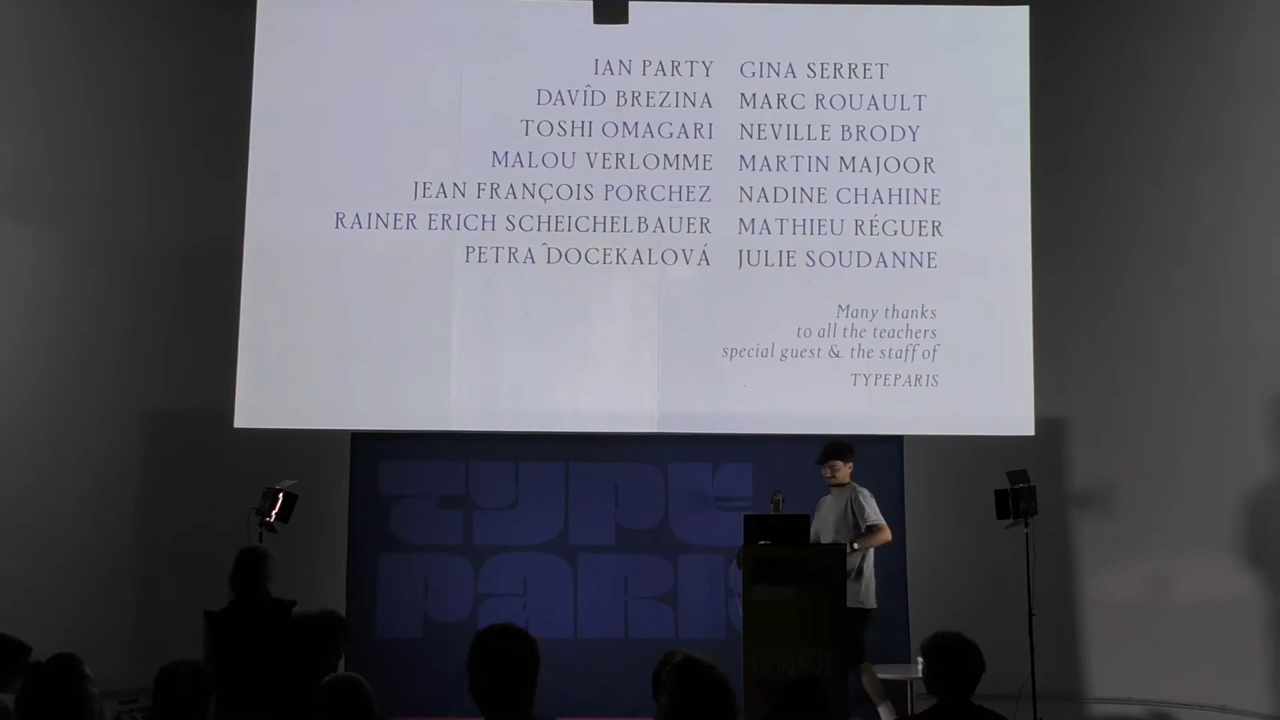 IAN PARTY
DAVÎD BREZINA
TOSHI OMAGARI
MALOU VERLOMME
JEAN FRANÇOIS PORCHEZ
RAINER ERICH SCHEICHELBAUER
PETRA ̂DOCEKALOVÁ
GINA SERRET
MARC ROUAULT
NEVILLE BRODY
MARTIN MAJOOR
NADINE CHAHINE
MATHIEU RÉGUER
JULIE SOUDANNE
Many thanks
to all the teachers
special guest & the staff of
TYPEPARIS
TYPE
PARIS